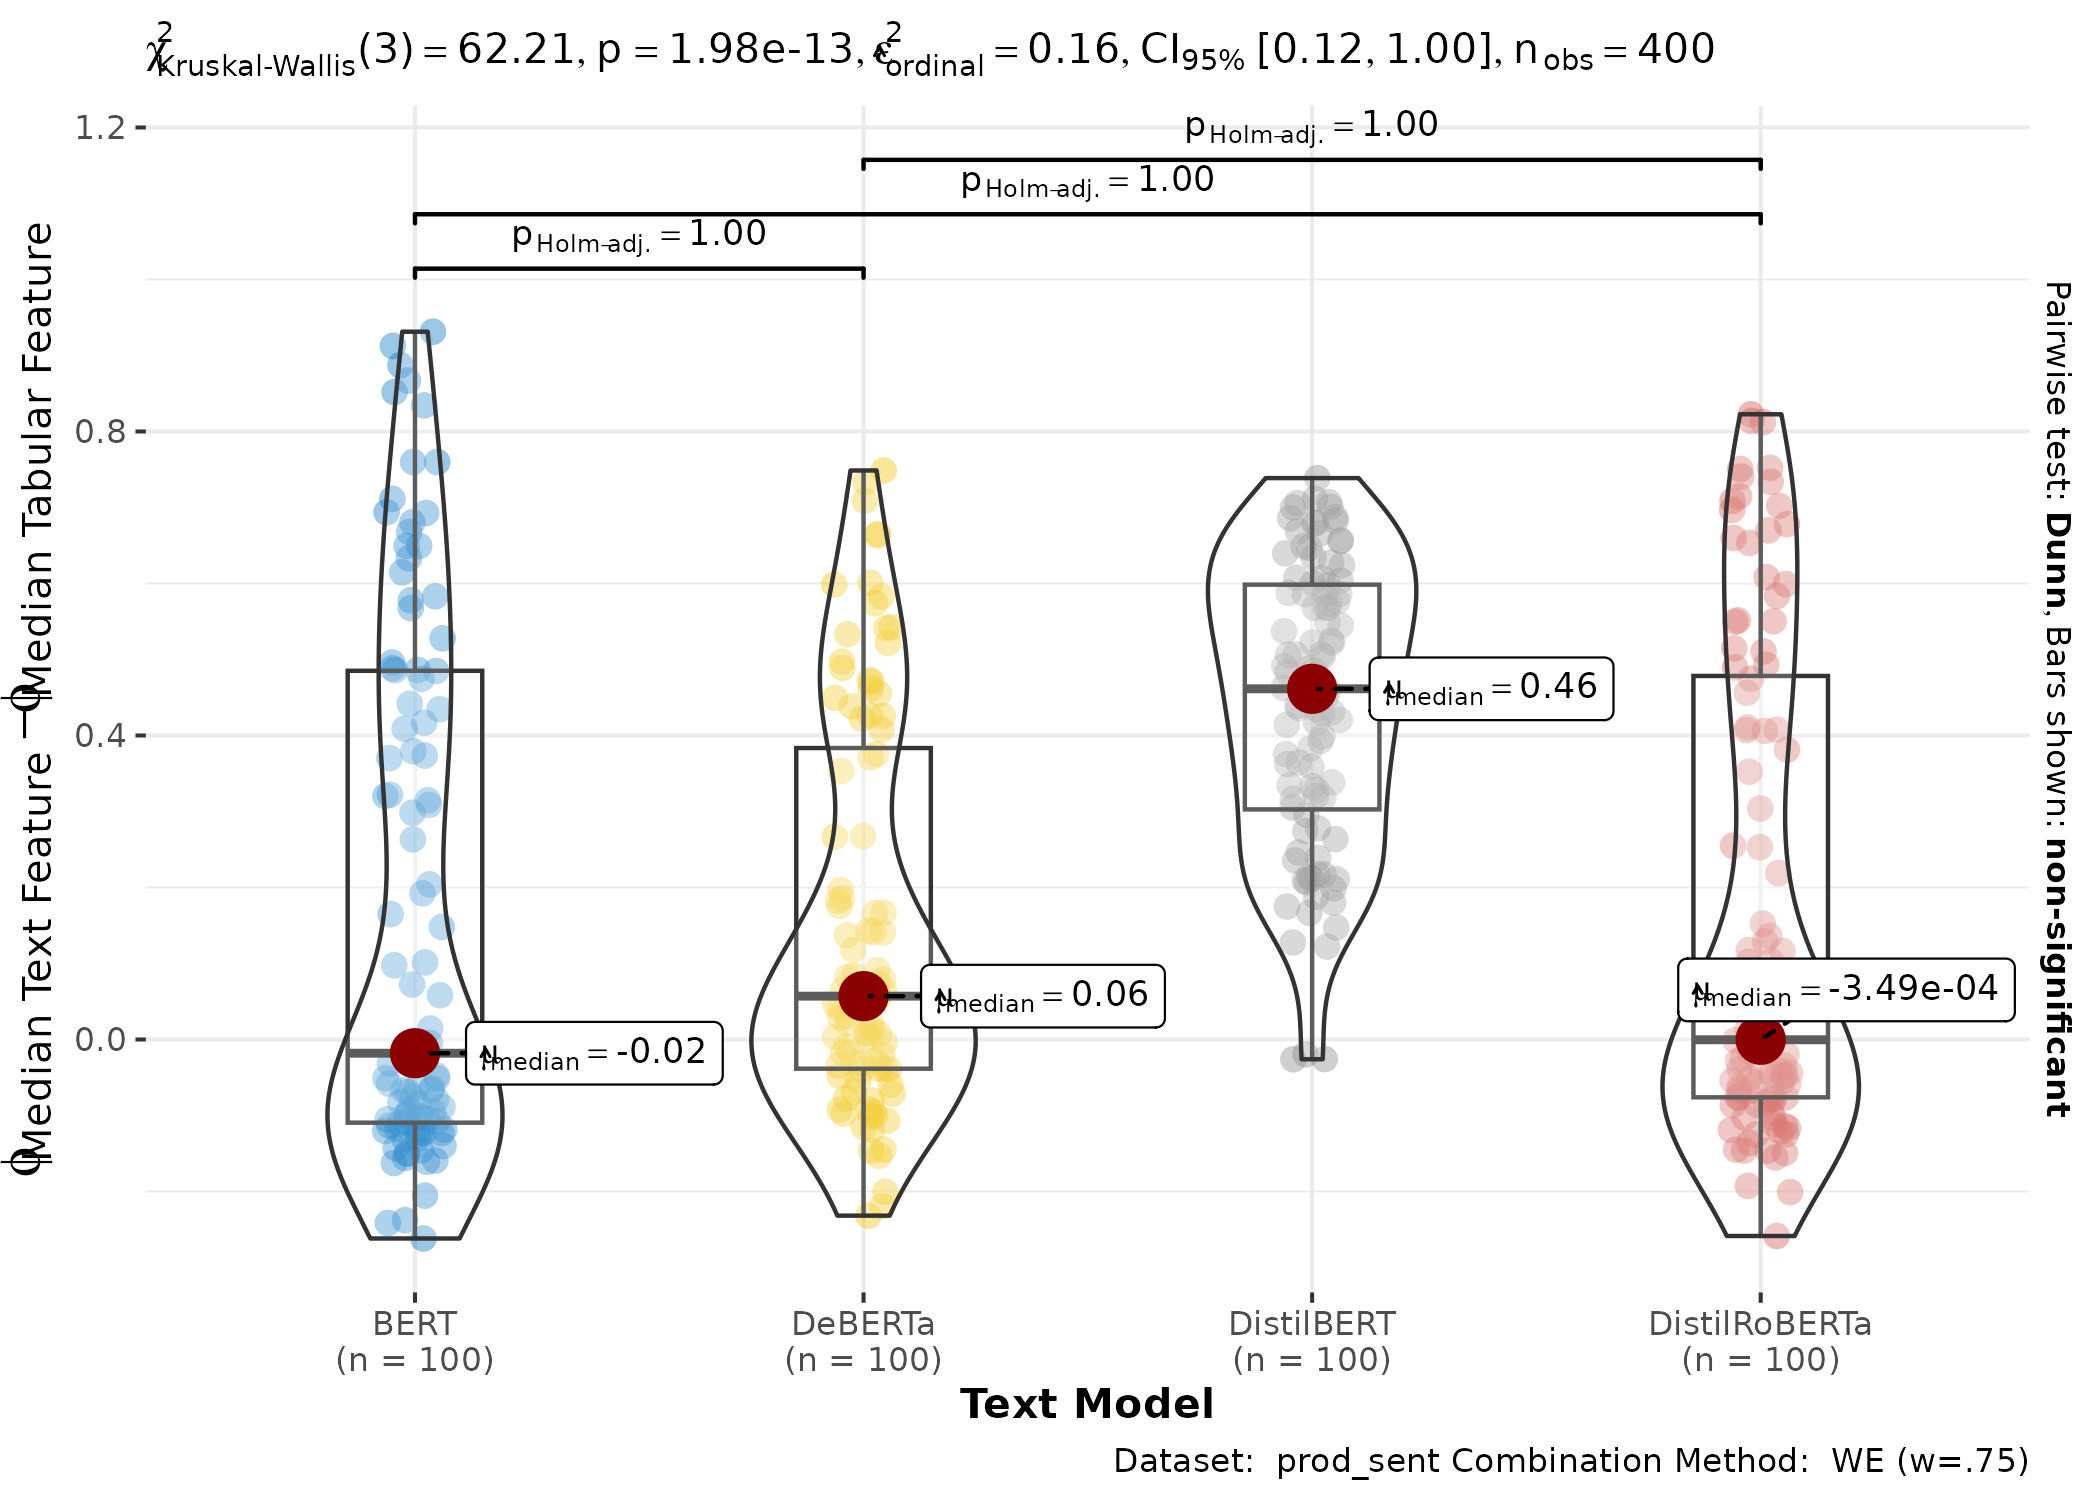 χ²Kruskal-Wallis(3) = 62.21, p = 1.98e-13, ε²ordinal = 0.16, CI95% [0.12, 1.00], nobs = 400
1.2
0.8
0.4
0.0
ϕMedian Text Feature − ϕMedian Tabular Feature
pHolm-adj. = 1.00
pHolm-adj. = 1.00
pHolm-adj. = 1.00
μ̂median = -0.02
μ̂median = 0.06
μ̂median = 0.46
μ̂median = -3.49e-04
Pairwise test: Dunn, Bars shown: non-significant
BERT
(n = 100)
DeBERTa
(n = 100)
DistilBERT
(n = 100)
DistilRoBERTa
(n = 100)
Text Model
Dataset: prod_sent Combination Method: WE (w=.75)